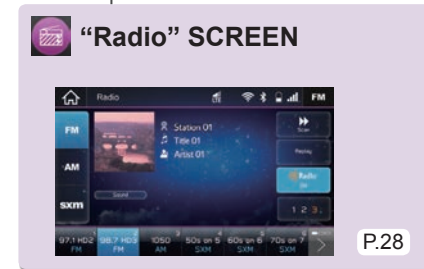 “Radio” SCREEN
Radio FM
FM Station 01 Scan
Title 01
Artist 01 Replay
AM Radio
Sound
SXM 1 2 3
97.1 HD2 98.7 HD3 1050 50s on 5 60s on 6 70s on 7
FM FM AM SXM SXM SXM
P.28